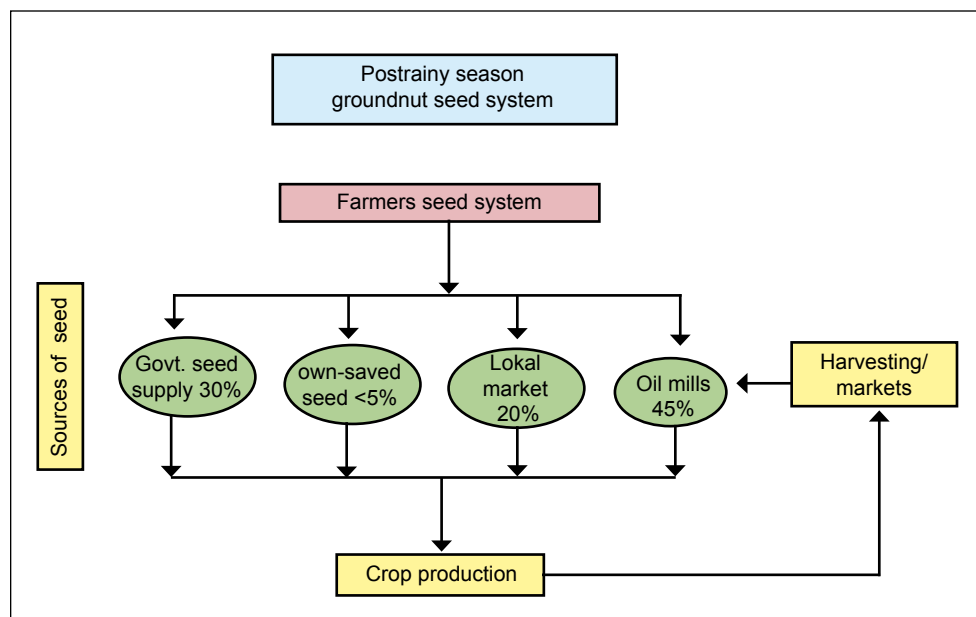 Postrainy season
groundnut seed system
Farmers seed system
Sources of seed
Govt. seed
supply 30%
own-saved
seed <5%
Lokal
market
20%
Oil mills
45%
Harvesting/
markets
Crop production